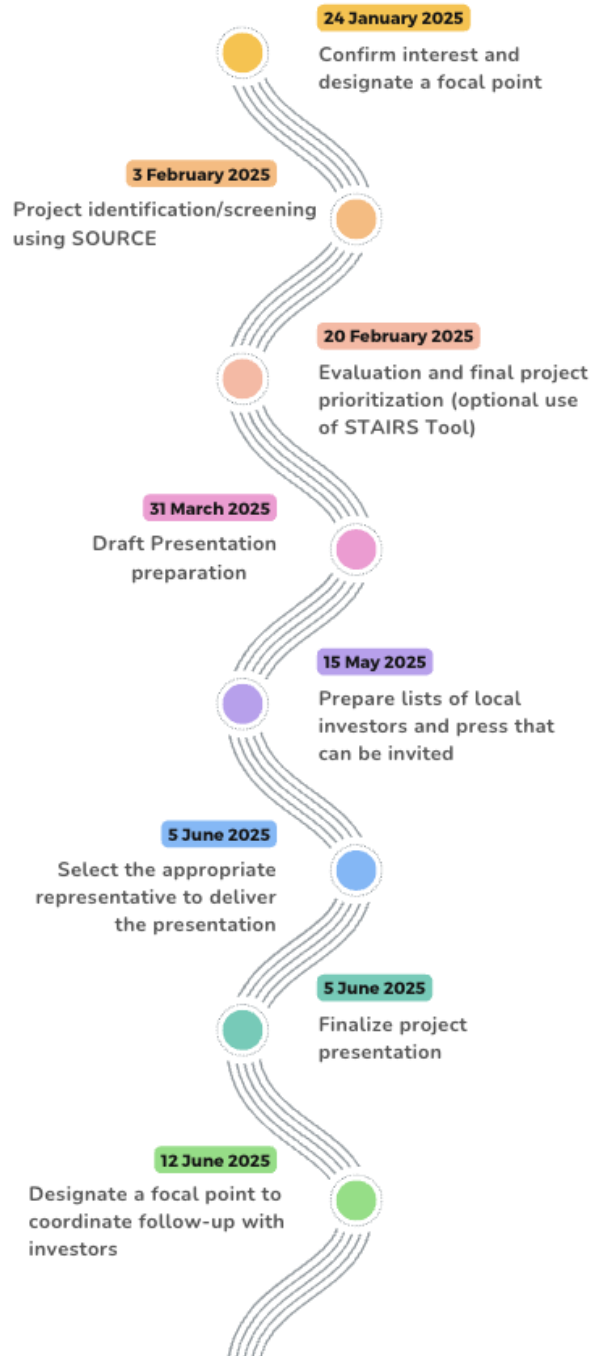 24 January 2025
Confirm interest and
designate a focal point
3 February 2025
Project identification/screening
using SOURCE
20 February 2025
Evaluation and final project
prioritization (optional use
of STAIRS Tool)
31 March 2025
Draft Presentation
preparation
15 May 2025
Prepare lists of local
investors and press that
can be invited
5 June 2025
Select the appropriate
representative to deliver
the presentation
5 June 2025
Finalize project
presentation
12 June 2025
Designate a focal point to
coordinate follow-up with
investors